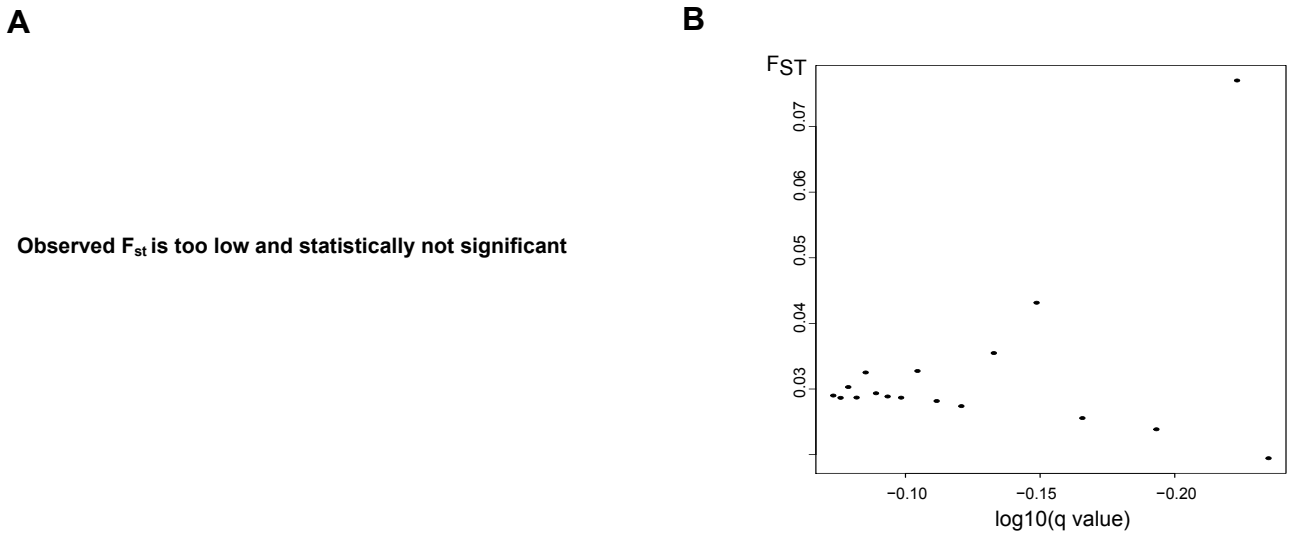 A
B
FST
0.07
0.06
0.05
0.04
0.03
Observed Fst is too low and statistically not significant
−0.10
−0.15
−0.20
log10(q value)